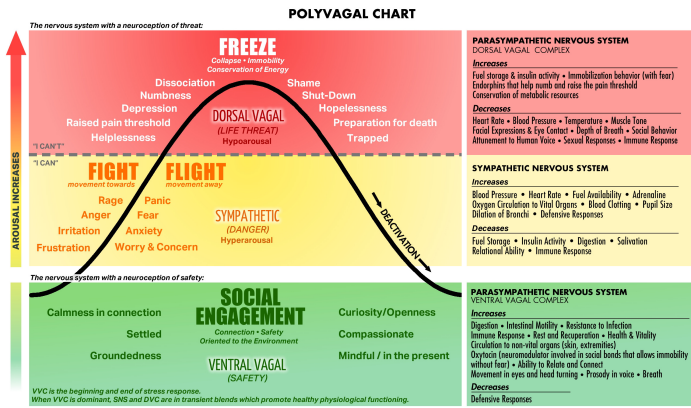 POLYVAGAL CHART
The nervous system with a neuroception of threat:
AROUSAL INCREASES
FREEZE
Collapse • Immobility
Conservation of Energy
Dissociation
Numbness
Depression
Raised pain threshold
Helplessness
Shame
Shut-Down
Hopelessness
Preparation for death
Trapped
DORSAL VAGAL
(LIFE THREAT)
Hypoarousal
"I CAN'T"
"I CAN"
FIGHT
movement towards
FLIGHT
movement away
Rage
Panic
Anger
Fear
Irritation
Anxiety
Frustration
Worry & Concern
SYMPATHETIC
(DANGER)
Hyperarousal
DEACTIVATION
The nervous system with a neuroception of safety:
SOCIAL
ENGAGEMENT
Connection • Safety
Oriented to the Environment
Calmness in connection
Settled
Groundedness
Curiosity/Openness
Compassionate
Mindful / in the present
VENTRAL VAGAL
(SAFETY)
VVC is the beginning and end of stress response.
When VVC is dominant, SNS and DVC are in transient blends which promote healthy physiological functioning.
PARASYMPATHETIC NERVOUS SYSTEM
DORSAL VAGAL COMPLEX
Increases
Fuel storage & insulin activity • Immobilization behavior (with fear)
Endorphins that help numb and raise the pain threshold
Conservation of metabolic resources
Decreases
Heart Rate • Blood Pressure • Temperature • Muscle Tone
Facial Expressions & Eye Contact • Depth of Breath • Social Behavior
Attunement to Human Voice • Sexual Responses • Immune Response
SYMPATHETIC NERVOUS SYSTEM
Increases
Blood Pressure • Heart Rate • Fuel Availability • Adrenaline
Oxygen Circulation to Vital Organs • Blood Clotting • Pupil Size
Dilation of Bronchi • Defensive Responses
Deceases
Fuel Storage • Insulin Activity • Digestion • Salivation
Relational Ability • Immune Response
PARASYMPATHETIC NERVOUS SYSTEM
VENTRAL VAGAL COMPLEX
Increases
Digestion • Intestinal Motility • Resistance to Infection
Immune Response • Rest and Recuperation • Health & Vitality
Circulation to non-vital organs (skin, extremities)
Oxytocin (neuromodulator involved in social bonds that allows immobility
without fear) • Ability to Relate and Connect
Movement in eyes and head turning • Prosody in voice • Breath
Decreases
Defensive Responses